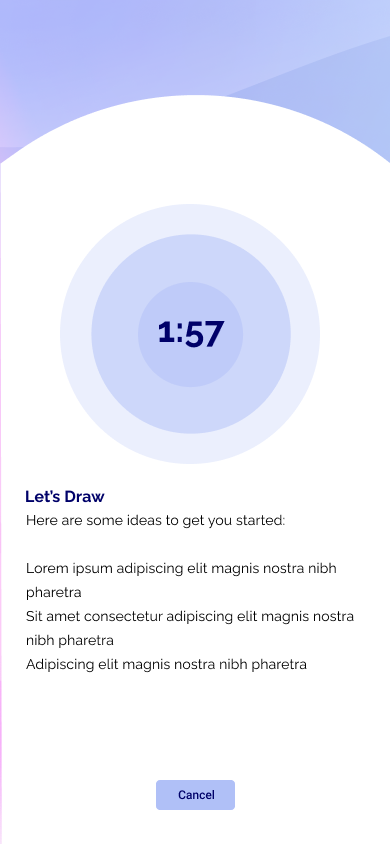 1:57
Let's Draw
Here are some ideas to get you started:
Lorem ipsum adipiscing elit magnis nostra nibh
pharetra
Sit amet consectetur adipiscing elit magnis nostra
nibh pharetra
Adipiscing elit magnis nostra nibh pharetra
Cancel